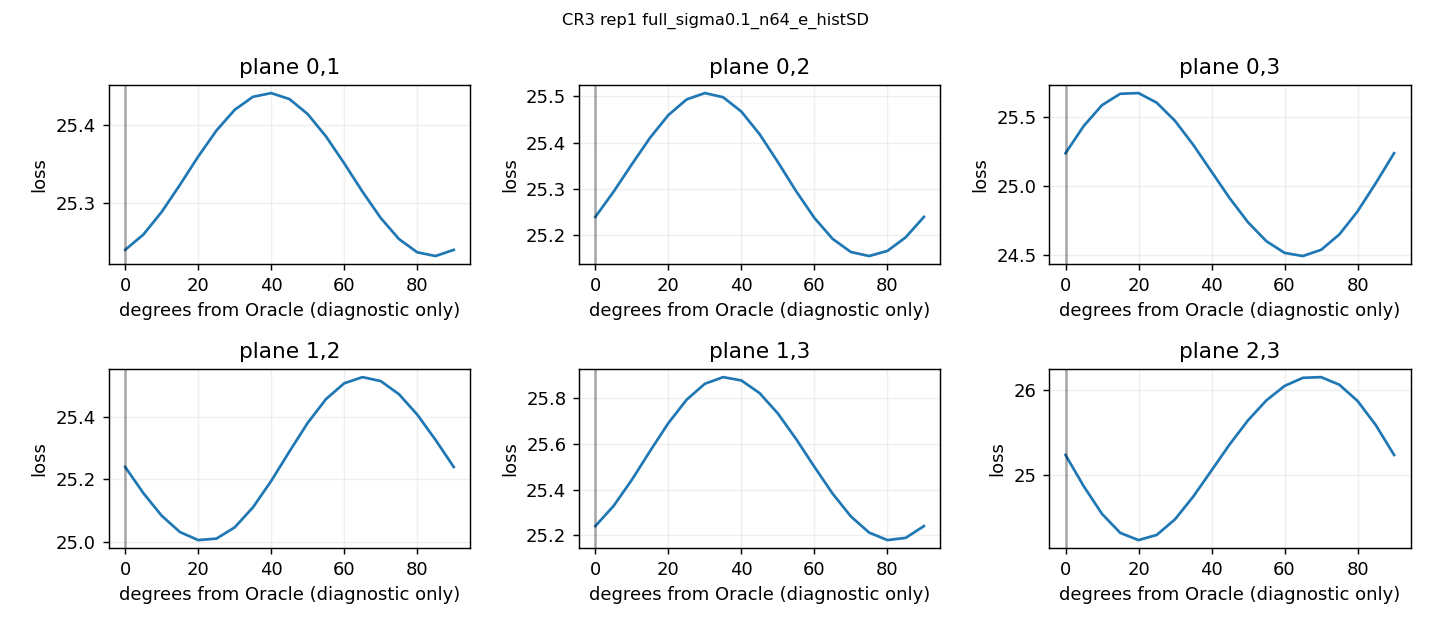 CR3 rep1 full_sigma0.1_n64_e_histSD
plane 0,1
plane 0,2
plane 0,3
25.4
25.3
loss
0 20 40 60 80
degrees from Oracle (diagnostic only)
25.5
25.4
25.3
25.2
loss
0 20 40 60 80
degrees from Oracle (diagnostic only)
25.5
25.0
24.5
loss
0 20 40 60 80
degrees from Oracle (diagnostic only)
plane 1,2
plane 1,3
plane 2,3
25.4
25.2
25.0
loss
0 20 40 60 80
degrees from Oracle (diagnostic only)
25.8
25.6
25.4
25.2
loss
0 20 40 60 80
degrees from Oracle (diagnostic only)
26
25
loss
0 20 40 60 80
degrees from Oracle (diagnostic only)